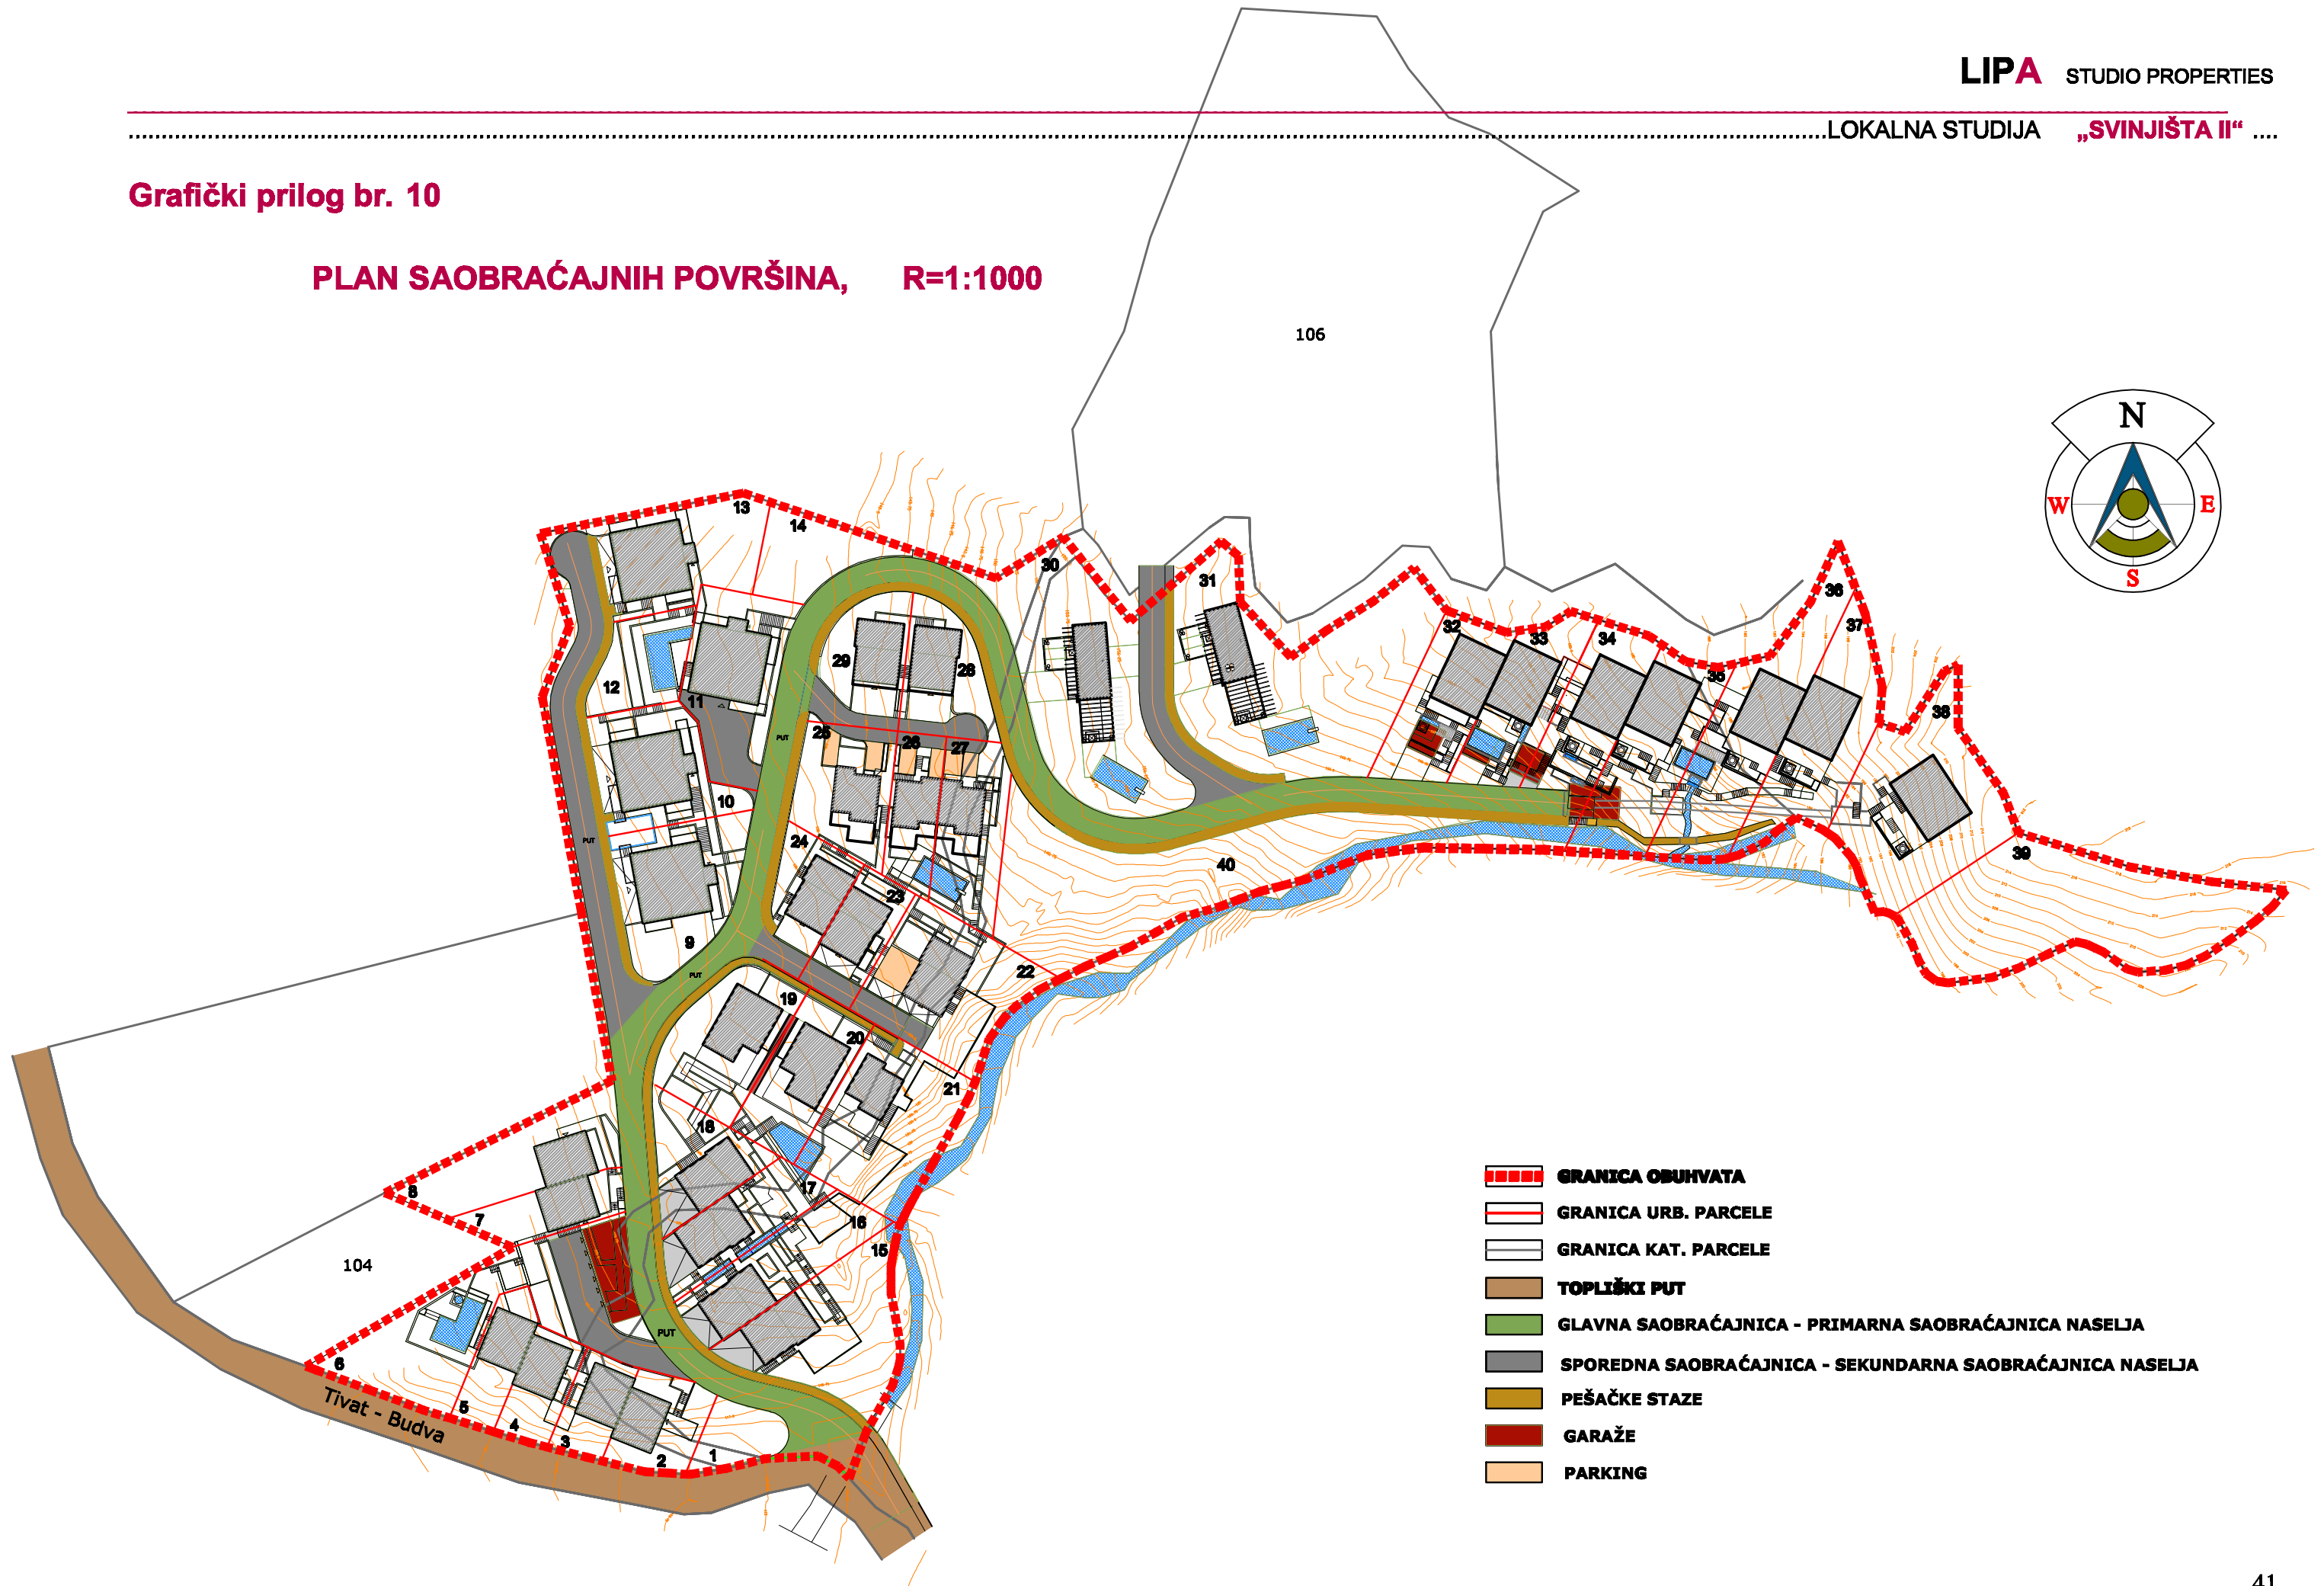 LIPA STUDIO PROPERTIES
LOKALNA STUDIJA „SVINJIŠTA II“ ....
Grafički prilog br. 10
PLAN SAOBRAĆAJNIH POVRŠINA, R=1:1000
106
N
W
E
S
13
14
30
31
32
33
34
35
36
37
38
39
40
29
28
12
11
25
26
27
PUT
10
PUT
24
23
9
PUT
22
19
20
21
18
17
16
15
8
7
104
PUT
6
5
4
3
2
1
Tivat - Budva
GRANICA OBUHVATA
GRANICA URB. PARCELE
GRANICA KAT. PARCELE
TOPLIŠKI PUT
GLAVNA SAOBRAĆAJNICA - PRIMARNA SAOBRAĆAJNICA NASELJA
SPOREDNA SAOBRAĆAJNICA - SEKUNDARNA SAOBRAĆAJNICA NASELJA
PEŠAČKE STAZE
GARAŽE
PARKING
41